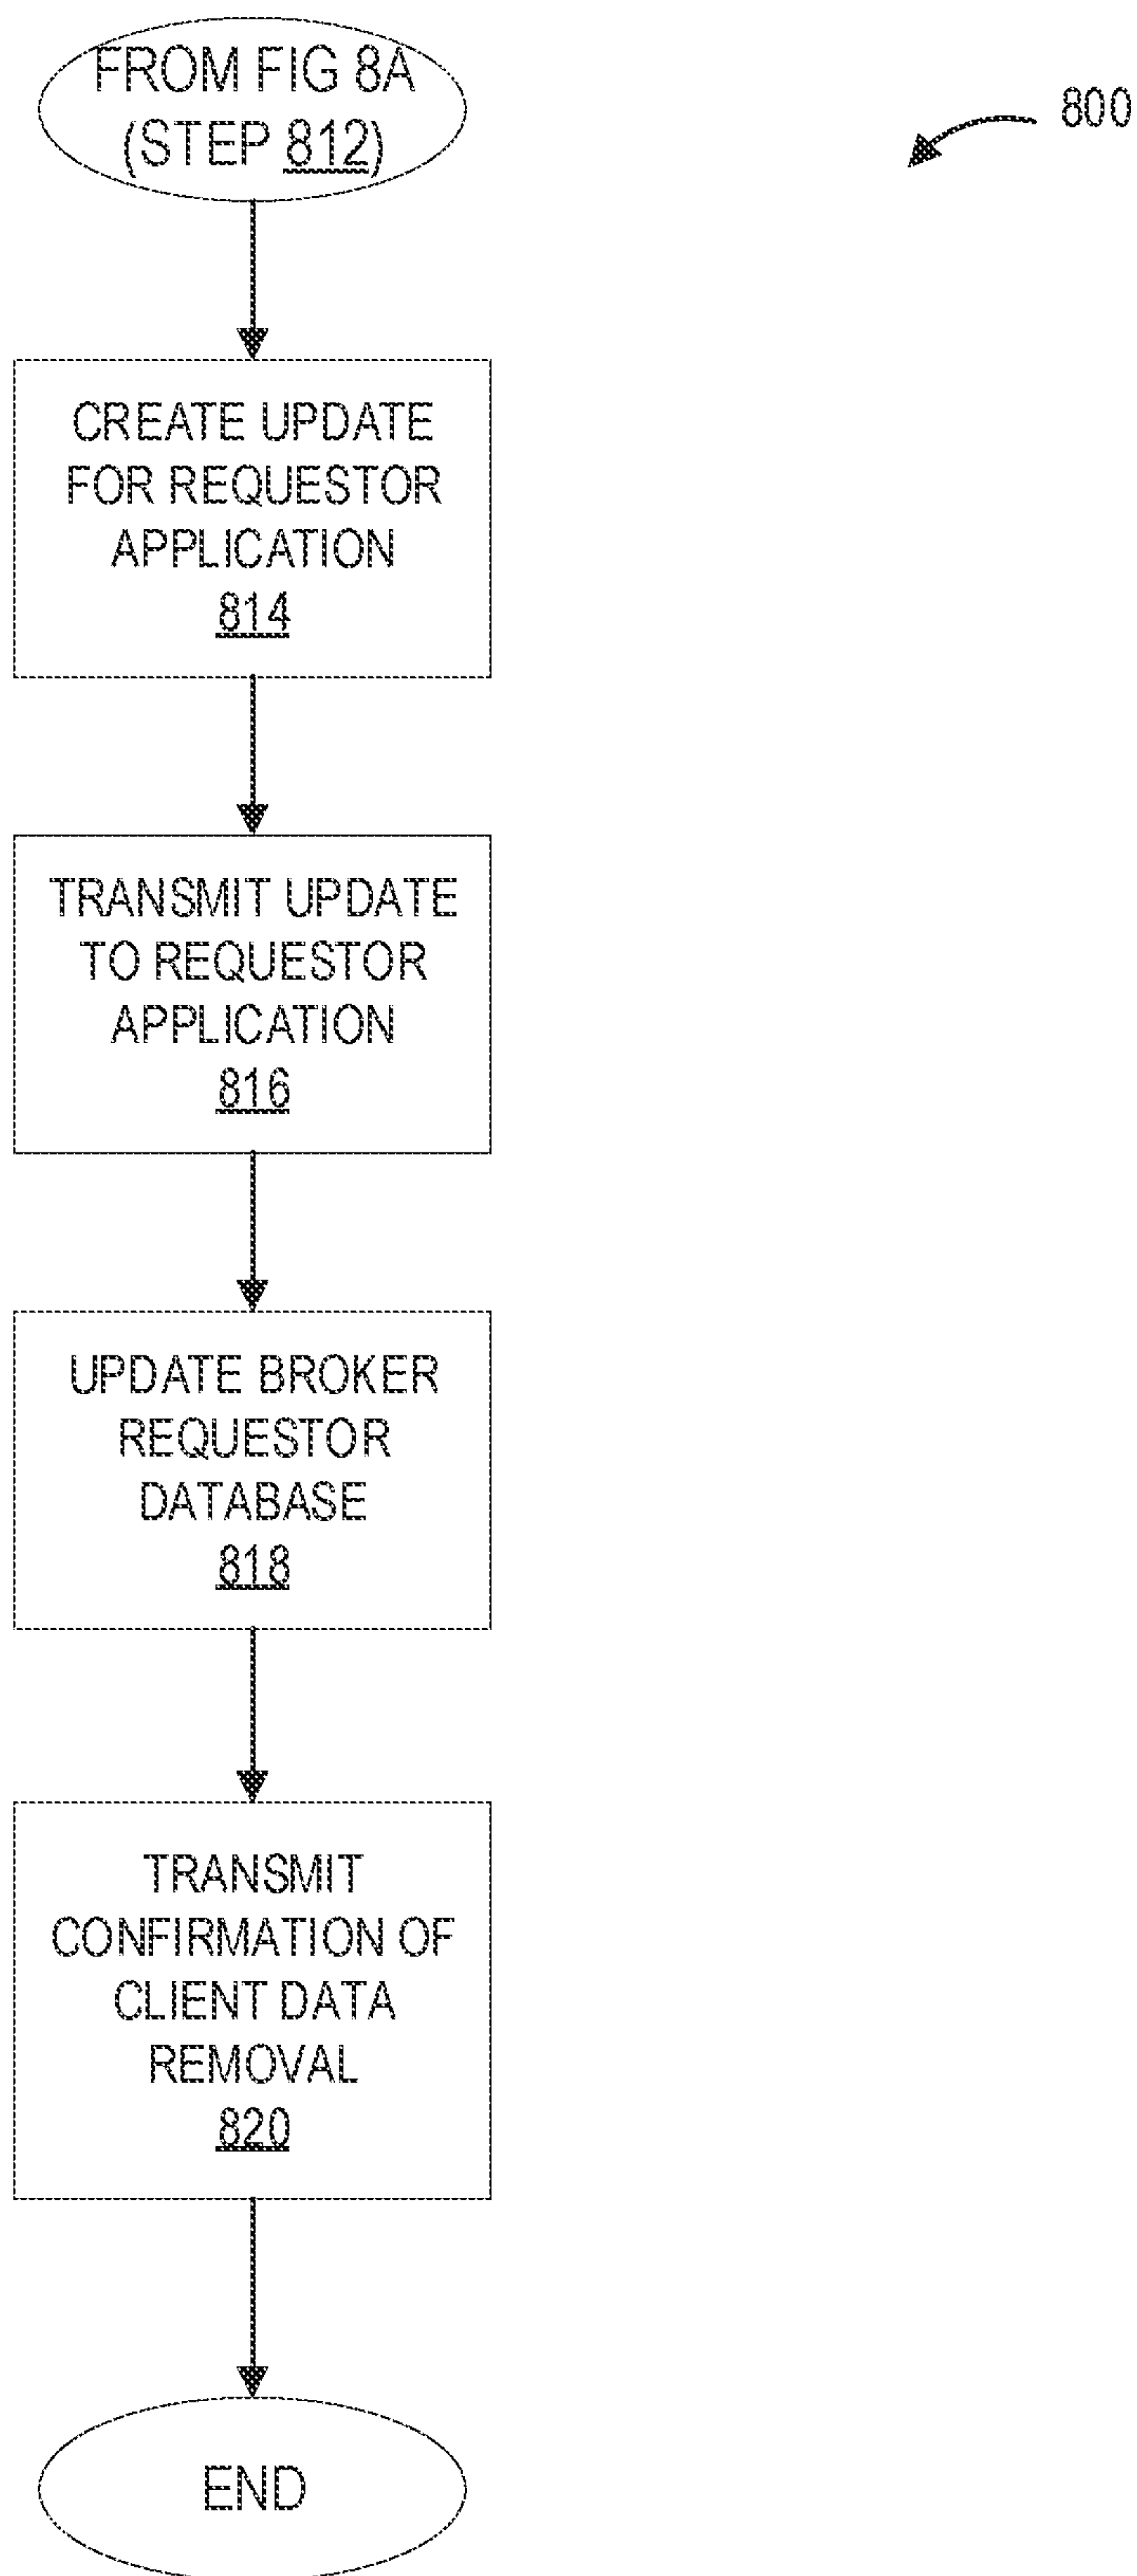 FROM FIG 8A
(STEP 812)
800
CREATE UPDATE
FOR REQUESTOR
APPLICATION
814
TRANSMIT UPDATE
TO REQUESTOR
APPLICATION
816
UPDATE BROKER
REQUESTOR
DATABASE
818
TRANSMIT
CONFIRMATION OF
CLIENT DATA
REMOVAL
820
END